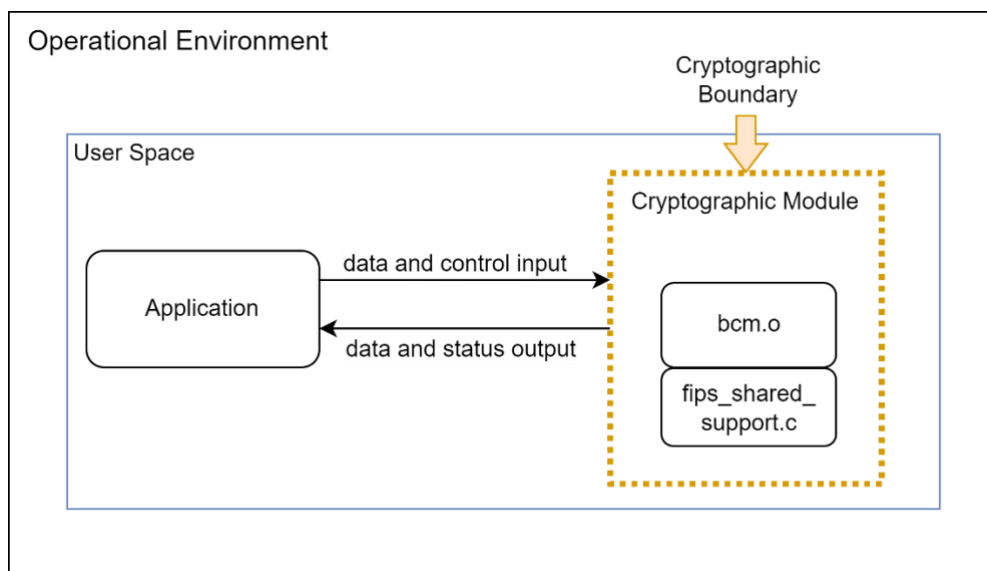 Operational Environment
Cryptographic
Boundary
User Space
Cryptographic Module
data and control input
Application
bcm.o
data and status output
fips_shared_
support.c